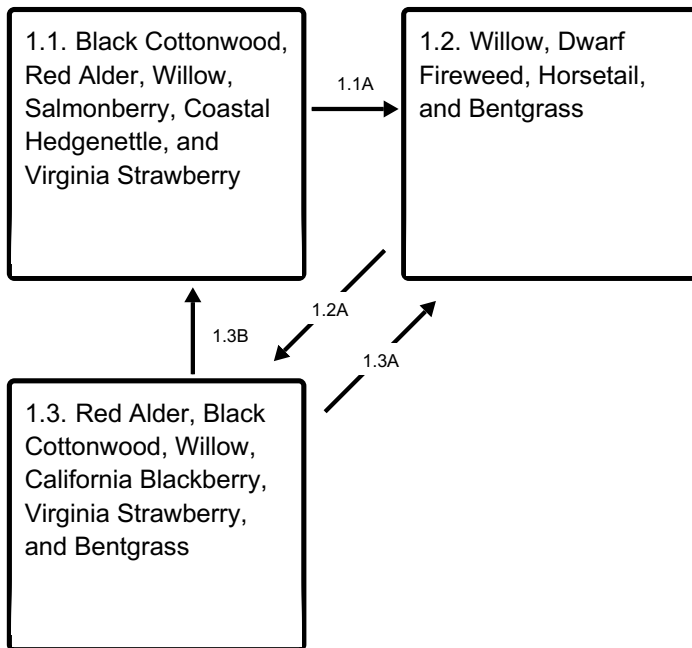 1.1. Black Cottonwood,
Red Alder, Willow,
Salmonberry, Coastal
Hedgenettle, and
Virginia Strawberry
1.1A
1.2. Willow, Dwarf
Fireweed, Horsetail,
and Bentgrass
1.2A
1.3B
1.3A
1.3. Red Alder, Black
Cottonwood, Willow,
California Blackberry,
Virginia Strawberry,
and Bentgrass